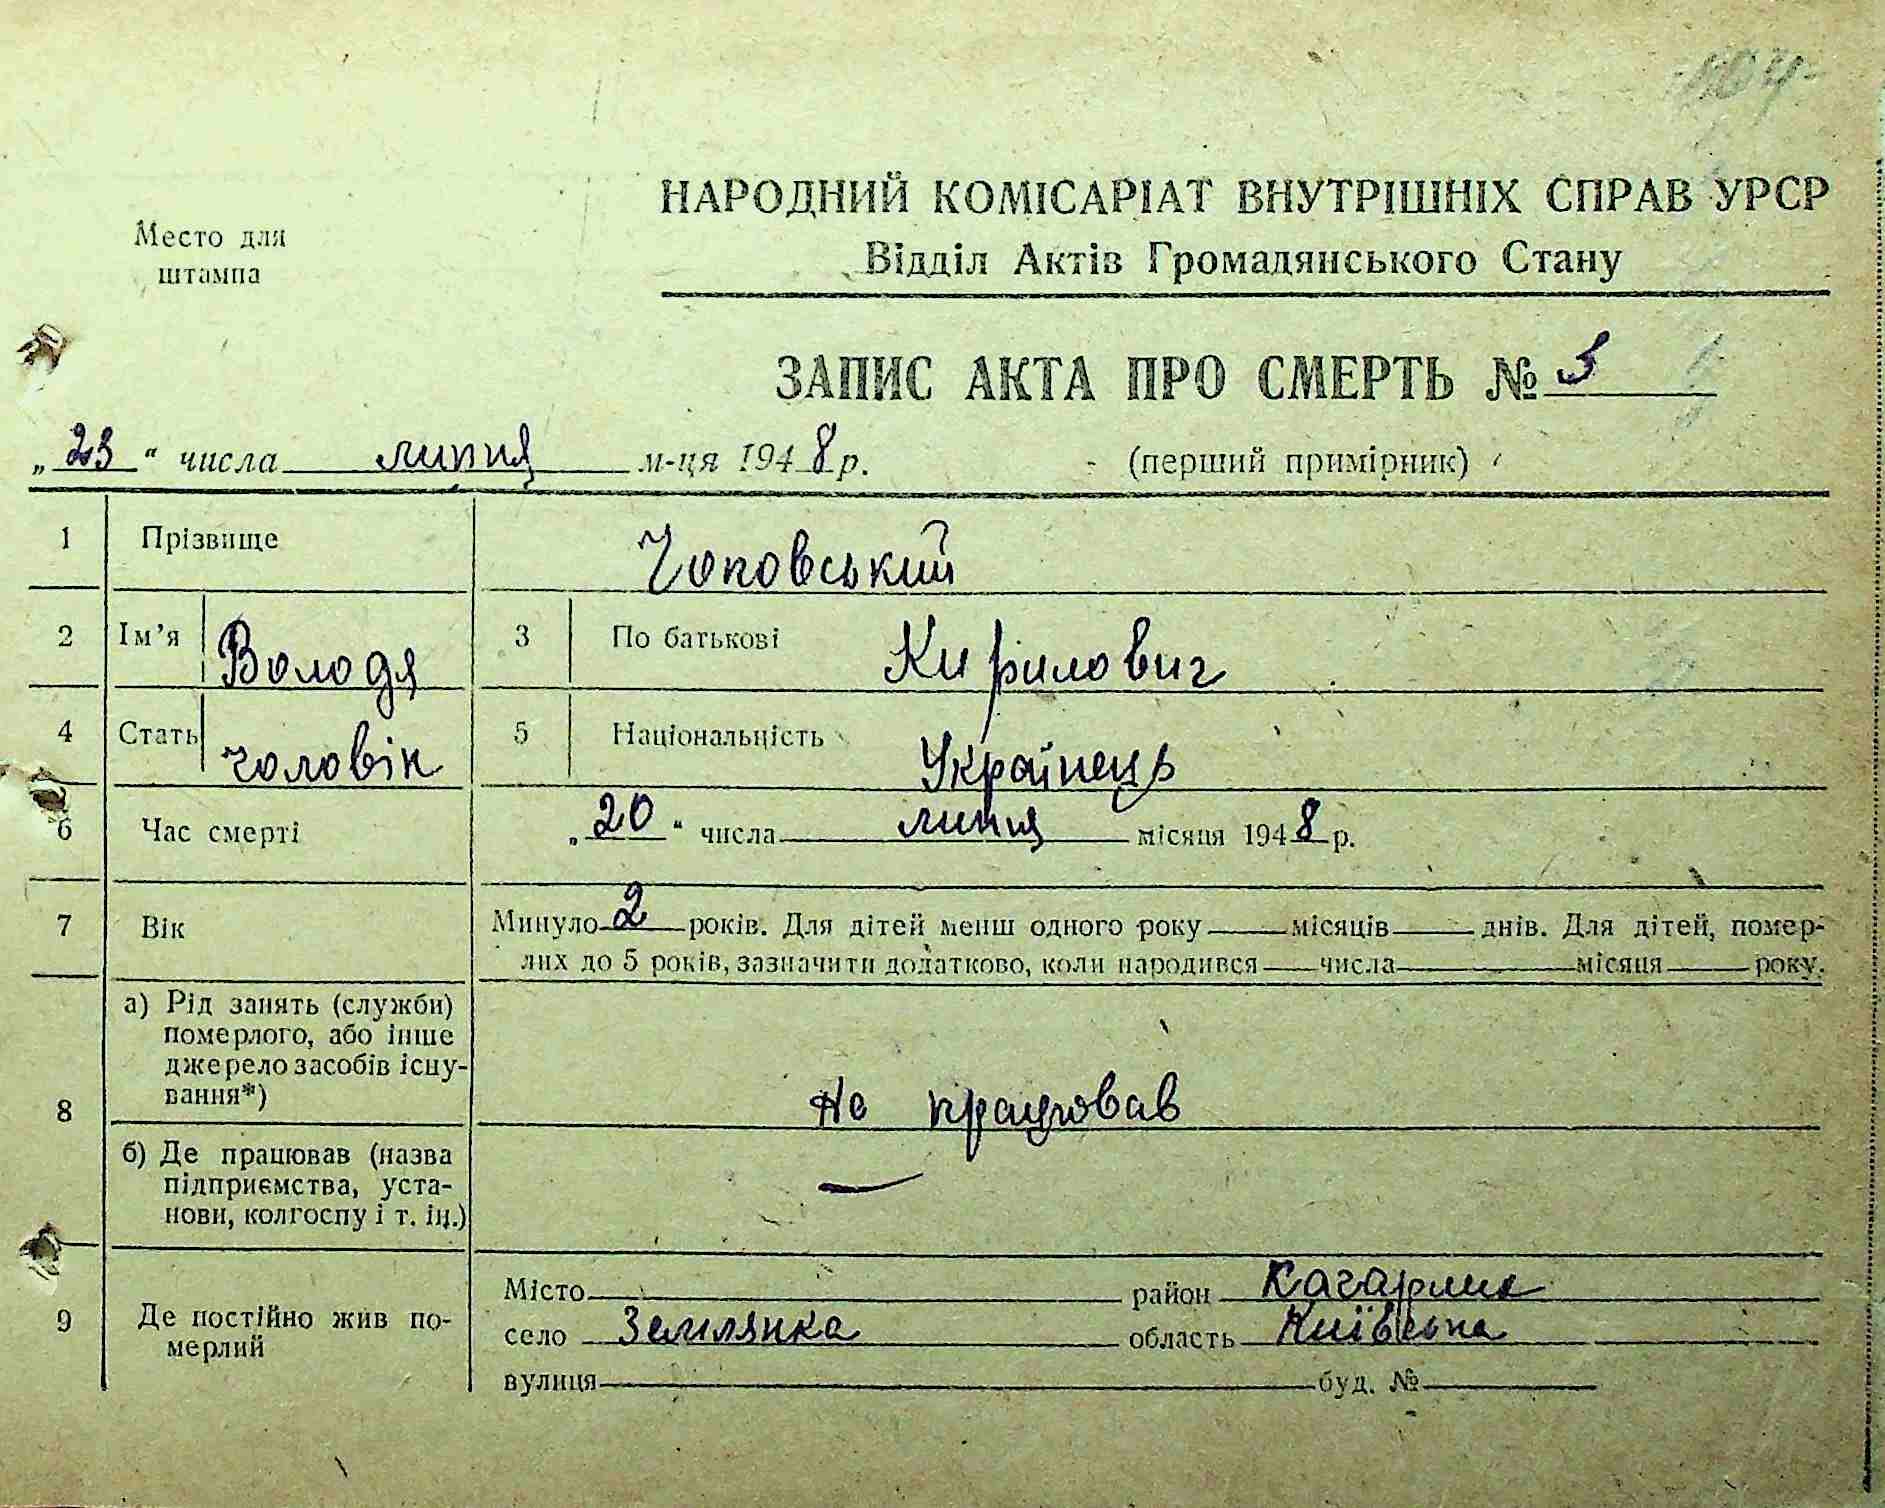 НАРОДНИЙ КОМІСАРІАТ ВНУТРІШНІХ СПРАВ УРСР
Відділ Актів Громадянського Стану
Место для
штампа
ЗАПИС АКТА ПРО СМЕРТЬ № 3
„23“ числа липня м-ця 1948 р. (перший примірник)
1 Прізвище Чоповський
2 Ім’я Володя 3 По батькові Кирилович
4 Стать чоловік 5 Національність Українець
6 Час смерті „20“ числа липня місяця 1948 р.
7 Вік Минуло 2 років. Для дітей менш одного року місяців днів. Для дітей, помер-
лих до 5 років, зазначити додатково, коли народився числа місяця року.
8 а) Рід занять (служби)
померлого, або інше
джерело засобів існу-
вання*) Не працював
б) Де працював (назва
підприємства, уста-
нови, колгоспу і т. ін.) —
9 Де постійно жив по-
мерлий
Місто район Кагарлик
село Землянка область Київська
вулиця буд. №